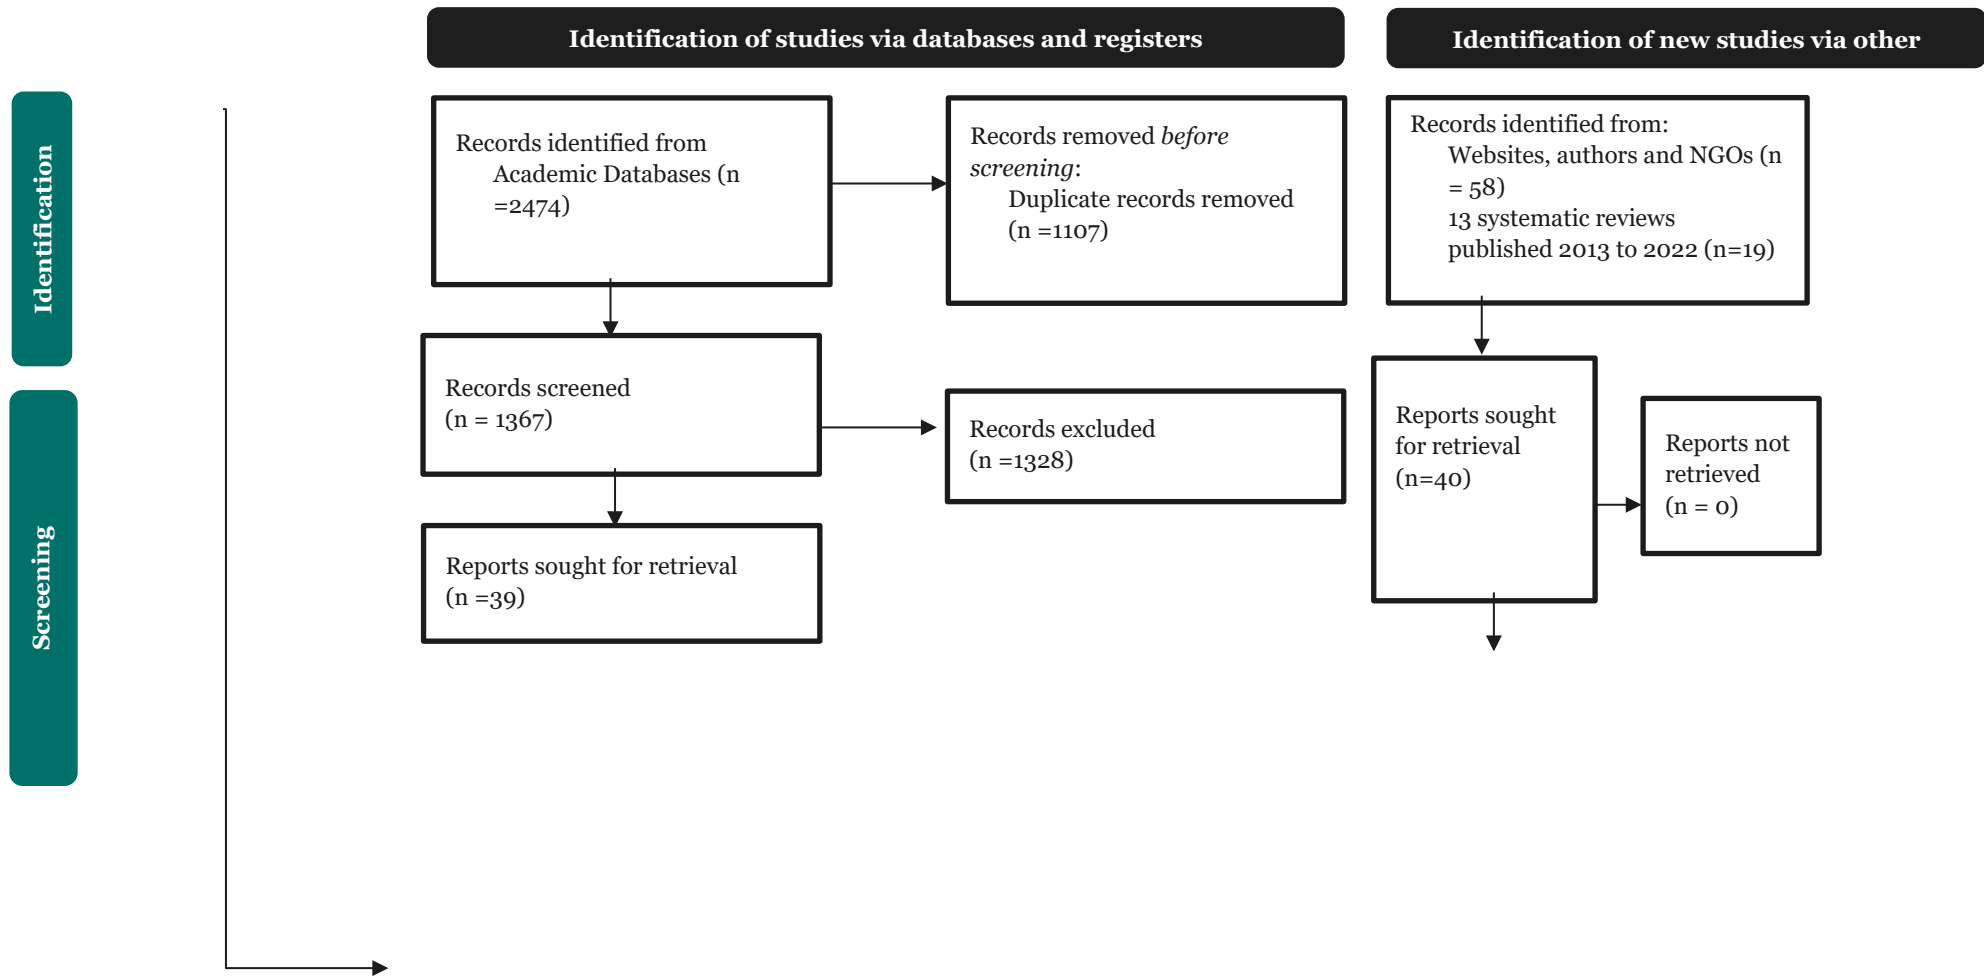 Identification of studies via databases and registers
Identification of new studies via other
Identification
Records identified from
Academic Databases (n
=2474)
Records removed before
screening:
Duplicate records removed
(n =1107)
Records identified from:
Websites, authors and NGOs (n
= 58)
13 systematic reviews
published 2013 to 2022 (n=19)
Screening
Records screened
(n = 1367)
Records excluded
(n =1328)
Reports sought
for retrieval
(n=40)
Reports not
retrieved
(n = 0)
Reports sought for retrieval
(n =39)